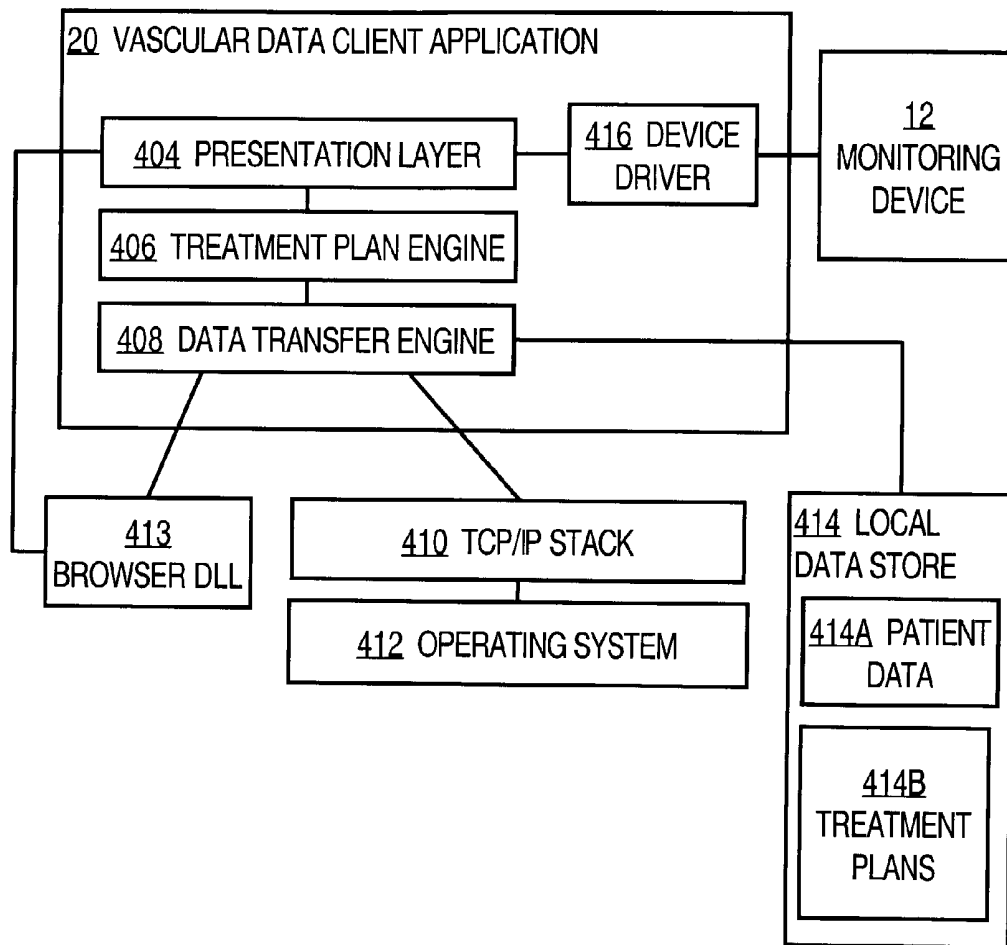 20 VASCULAR DATA CLIENT APPLICATION
404 PRESENTATION LAYER
416 DEVICE
DRIVER
12
MONITORING
DEVICE
406 TREATMENT PLAN ENGINE
408 DATA TRANSFER ENGINE
413
BROWSER DLL
410 TCP/IP STACK
412 OPERATING SYSTEM
414 LOCAL
DATA STORE
414A PATIENT
DATA
414B
TREATMENT
PLANS